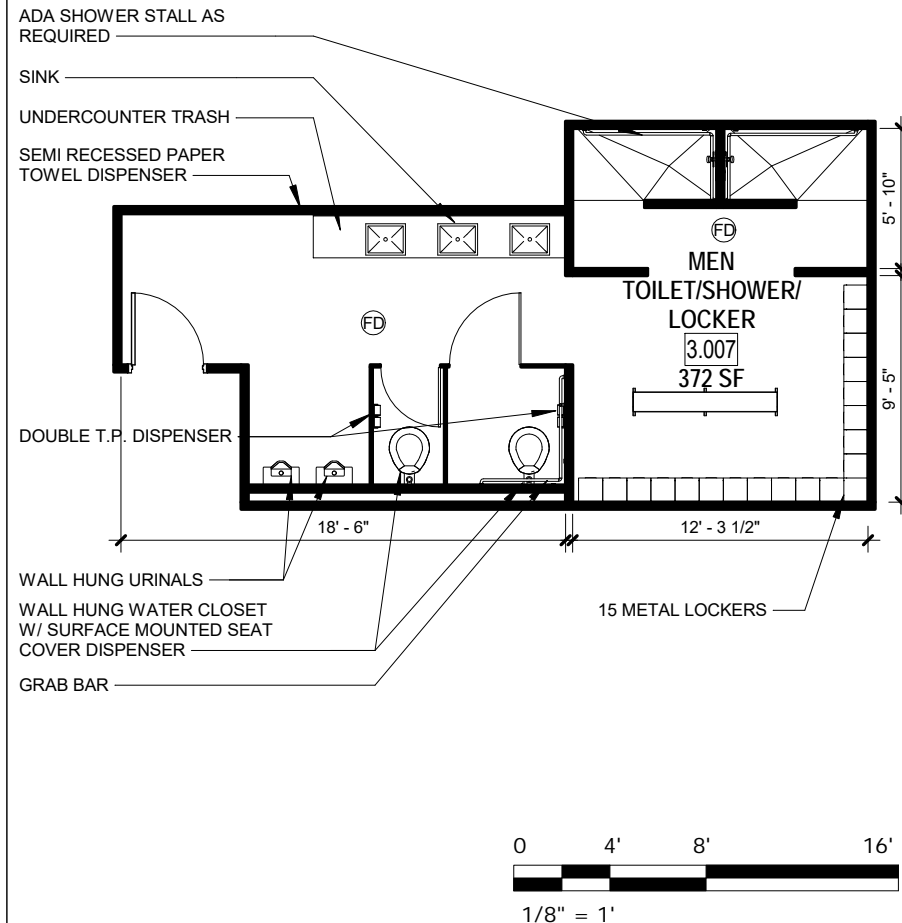 ADA SHOWER STALL AS
REQUIRED
SINK
UNDERCOUNTER TRASH
SEMI RECESSED PAPER
TOWEL DISPENSER
5' - 10"
FD
MEN
TOILET/SHOWER/
LOCKER
3.007
372 SF
FD
9' - 5"
DOUBLE T.P. DISPENSER
18' - 6"
12' - 3 1/2"
WALL HUNG URINALS
WALL HUNG WATER CLOSET
W/ SURFACE MOUNTED SEAT
COVER DISPENSER
15 METAL LOCKERS
GRAB BAR
0 4' 8' 16'
1/8" = 1'